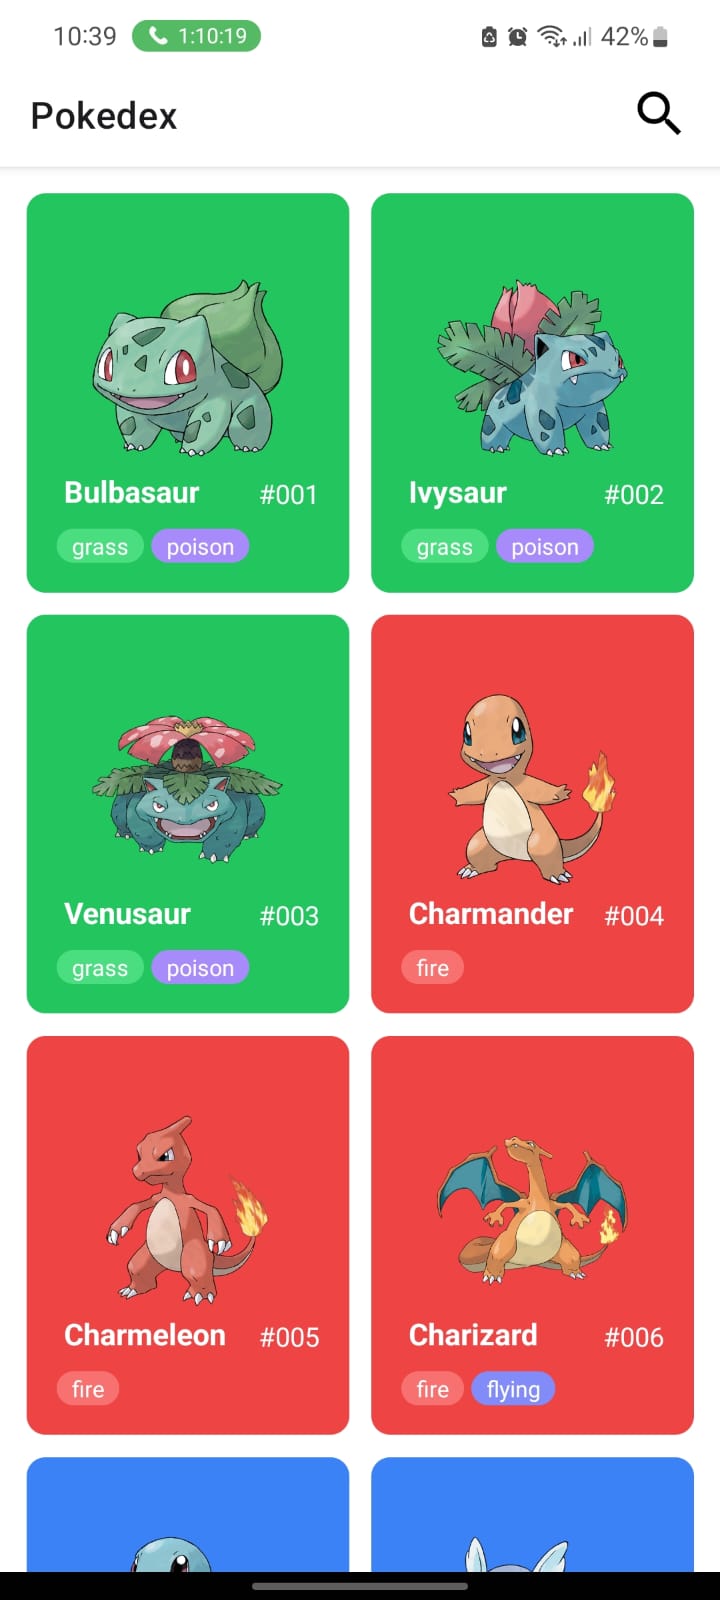 10:39 1:10:19 42%
Pokedex
Bulbasaur #001
grass poison
Ivysaur #002
grass poison
Venusaur #003
grass poison
Charmander #004
fire
Charmeleon #005
fire
Charizard #006
fire flying